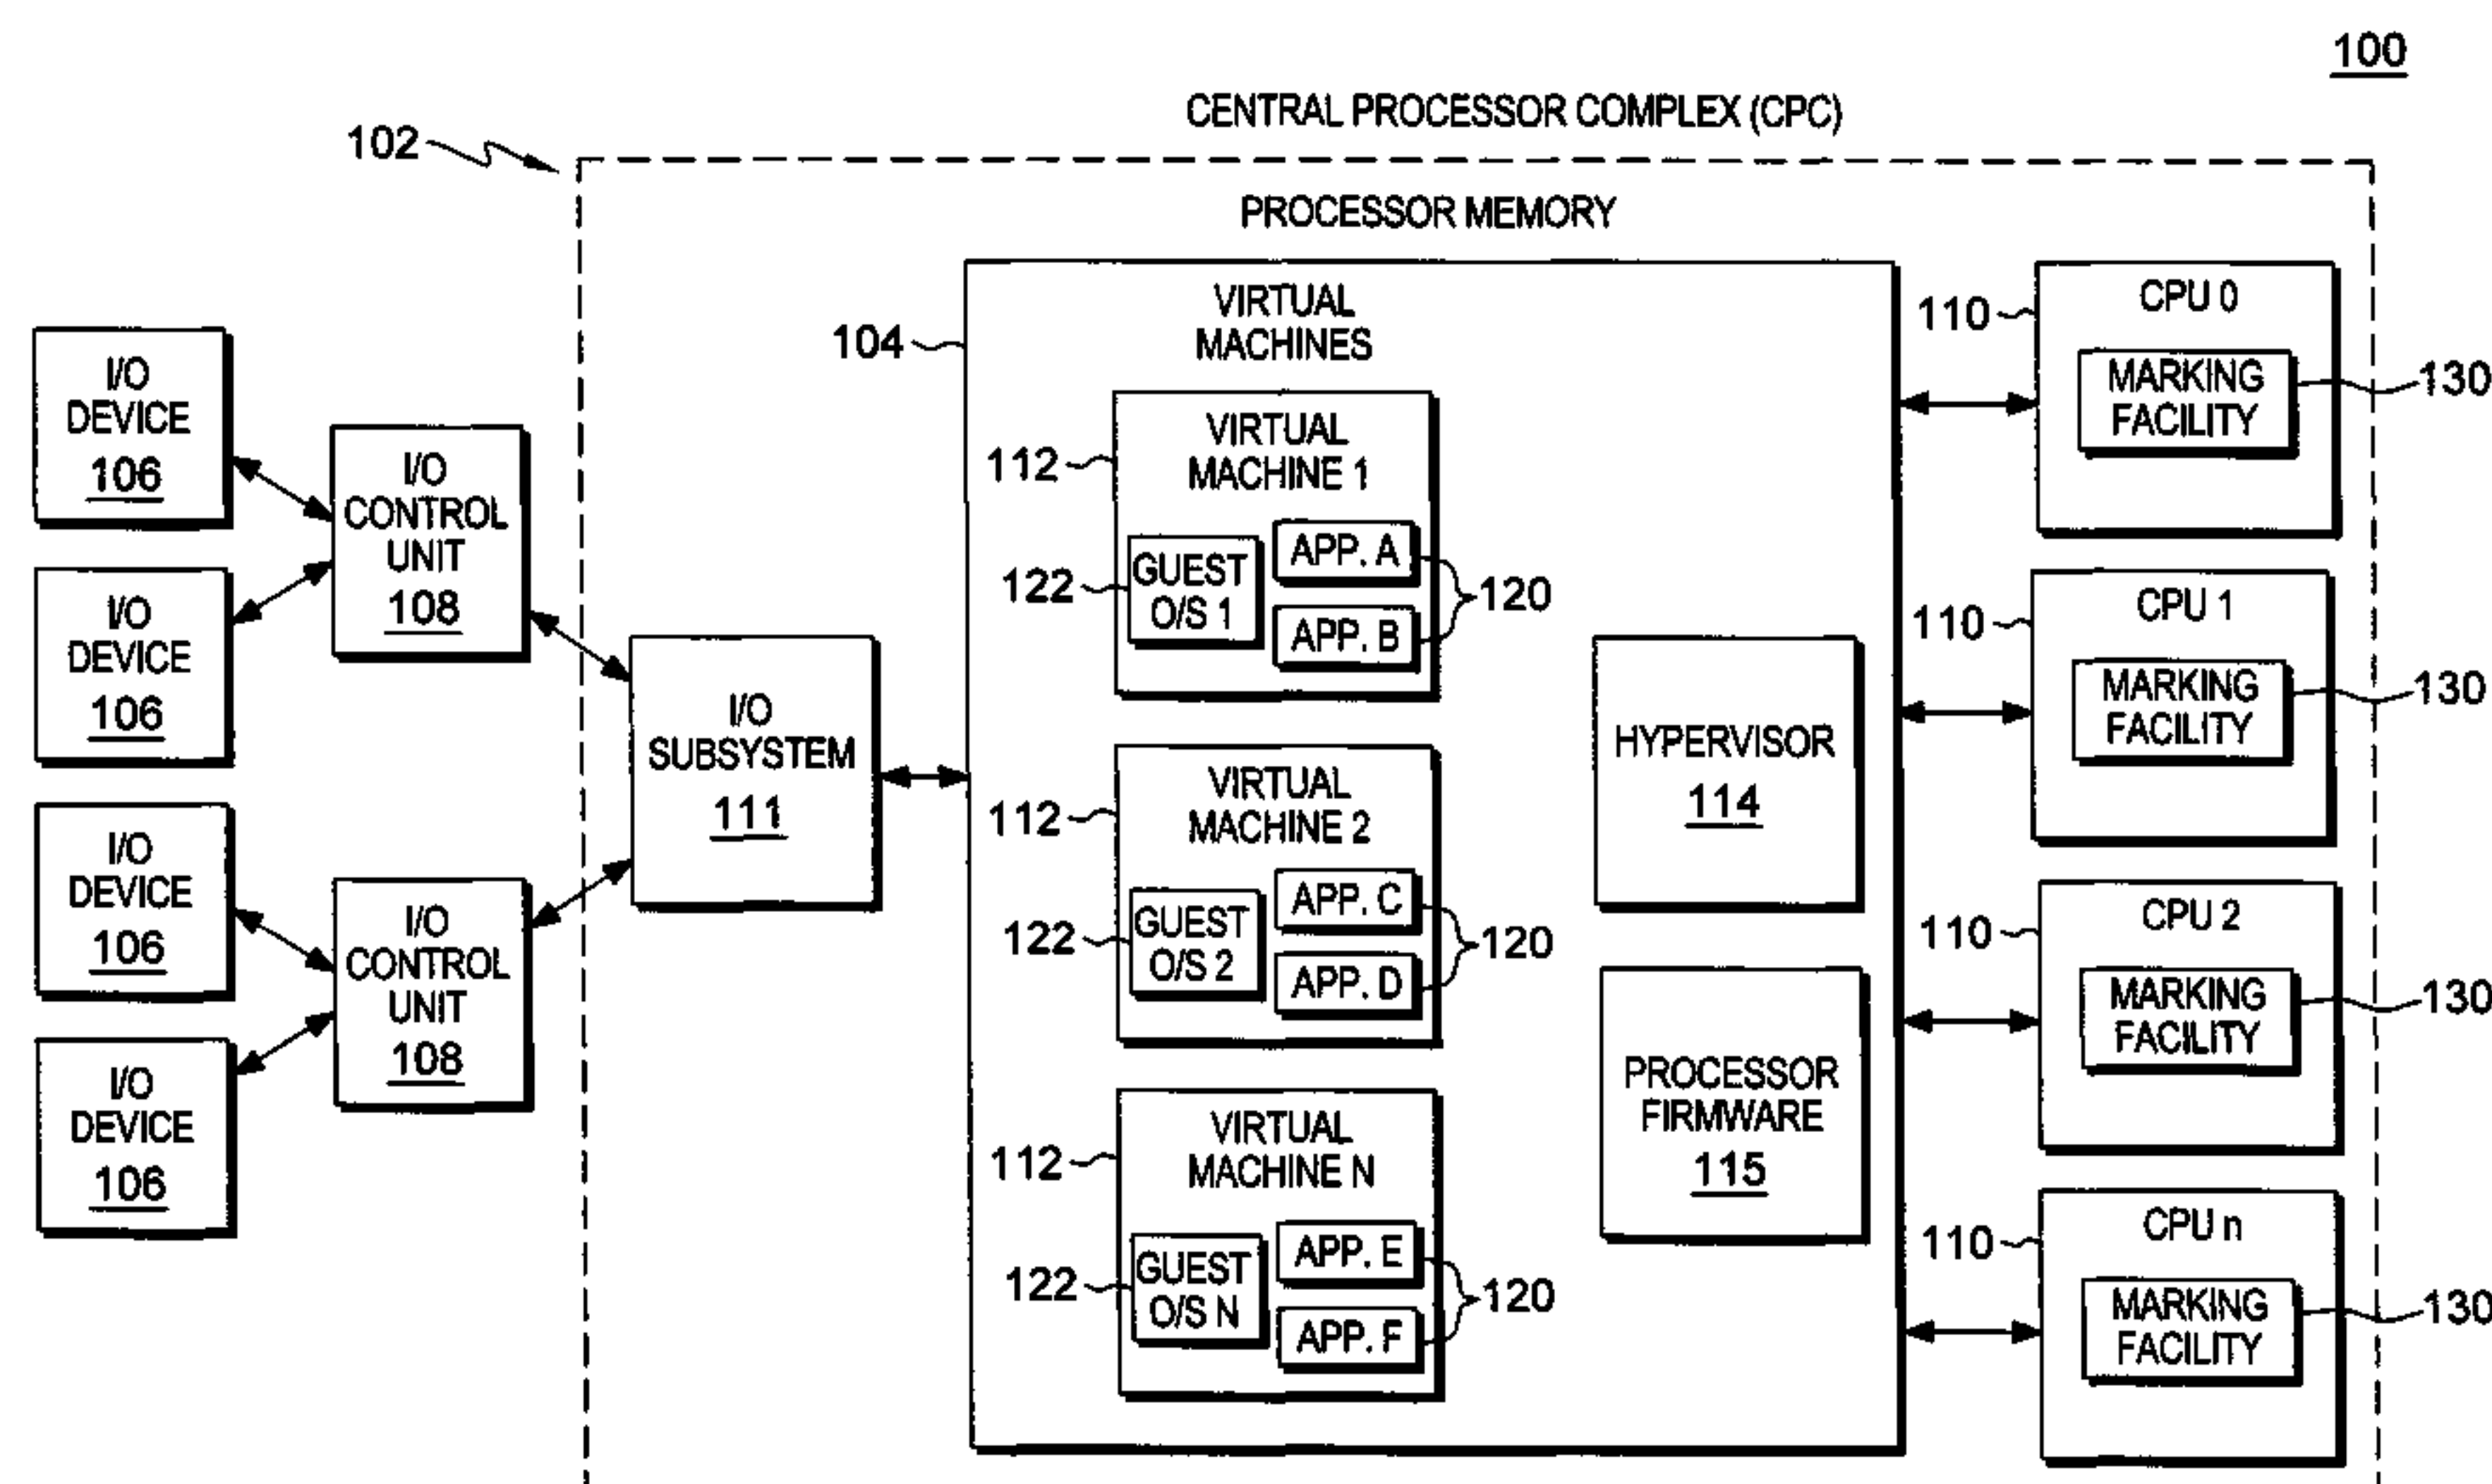 100
CENTRAL PROCESSOR COMPLEX (CPC)
102
PROCESSOR MEMORY
I/O
DEVICE
106
I/O
DEVICE
106
I/O
DEVICE
106
I/O
DEVICE
106
I/O
CONTROL
UNIT
108
I/O
CONTROL
UNIT
108
I/O
SUBSYSTEM
111
104
VIRTUAL
MACHINES
112
VIRTUAL
MACHINE 1
122
GUEST
O/S 1
APP. A
APP. B
120
112
VIRTUAL
MACHINE 2
122
GUEST
O/S 2
APP. C
APP. D
120
112
VIRTUAL
MACHINE N
122
GUEST
O/S N
APP. E
APP. F
120
HYPERVISOR
114
PROCESSOR
FIRMWARE
115
110
CPU 0
MARKING
FACILITY
130
110
CPU 1
MARKING
FACILITY
130
110
CPU 2
MARKING
FACILITY
130
110
CPU n
MARKING
FACILITY
130